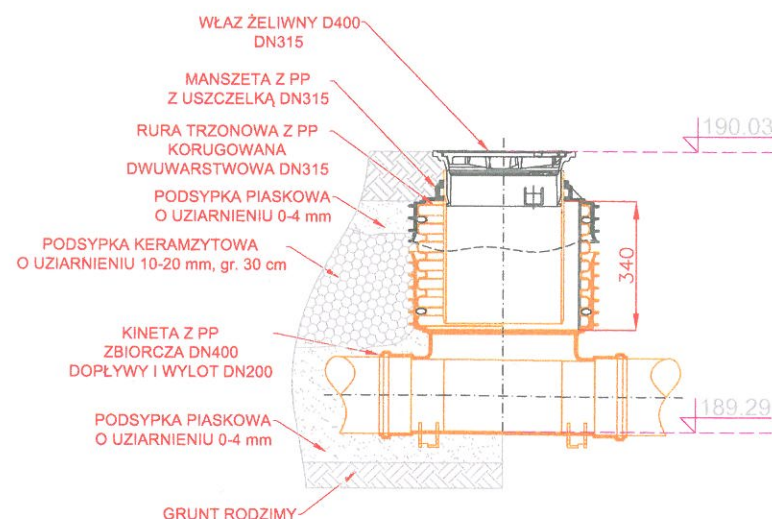 WŁAZ ŻELIWNY D400
DN315
MANSZETA Z PP
Z USZCZELKĄ DN315
RURA TRZONOWA Z PP
KORUGOWANA
DWUWARSTWOWA DN315
PODSYPKA PIASKOWA
O UZIARNIENIU 0-4 mm
PODSYPKA KERAMZYTOWA
O UZIARNIENIU 10-20 mm, gr. 30 cm
KINETA Z PP
ZBIORCZA DN400
DOPŁYWY I WYLOT DN200
PODSYPKA PIASKOWA
O UZIARNIENIU 0-4 mm
GRUNT RODZIMY
190.03
340
189.29